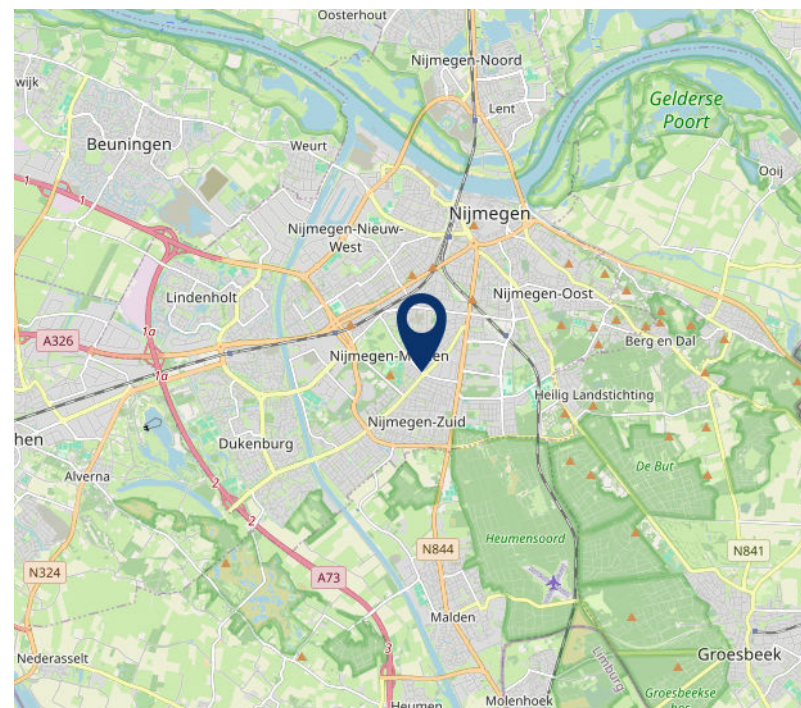 Oosterhout
Nijmegen-Noord
wijk
Lent
Gelderse
Poort
Beuningen
Weurt
Ooij
1
1
Nijmegen
Nijmegen-Nieuw-
West
Lindenholt
Nijmegen-Oost
1a
A326
Berg en Dal
1a
Heilig Landstichting
Nijmegen-Zuid
hen
Dukenburg
De But
Alverna
2
2
Heumensoord
N844
N841
N324
A73
Malden
3
Limburg
Nederasselt
Groesbeek
Molenhoek
Groesbeekse
Heumen